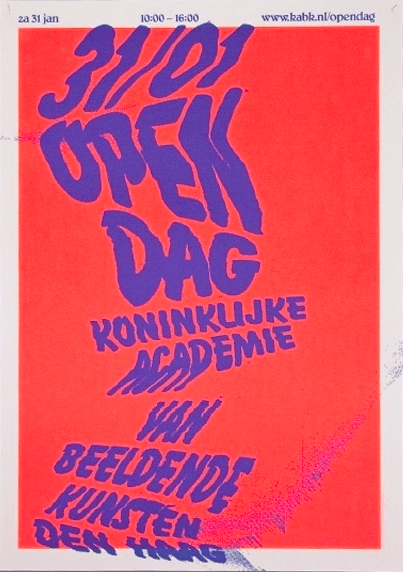 za 31 jan 10:00 – 16:00 www.kabk.nl/opendag
31/01
OPEN
DAG
KONINKLIJKE
ACADEMIE
VAN
BEELDENDE
KUNSTEN
DEN HAAG